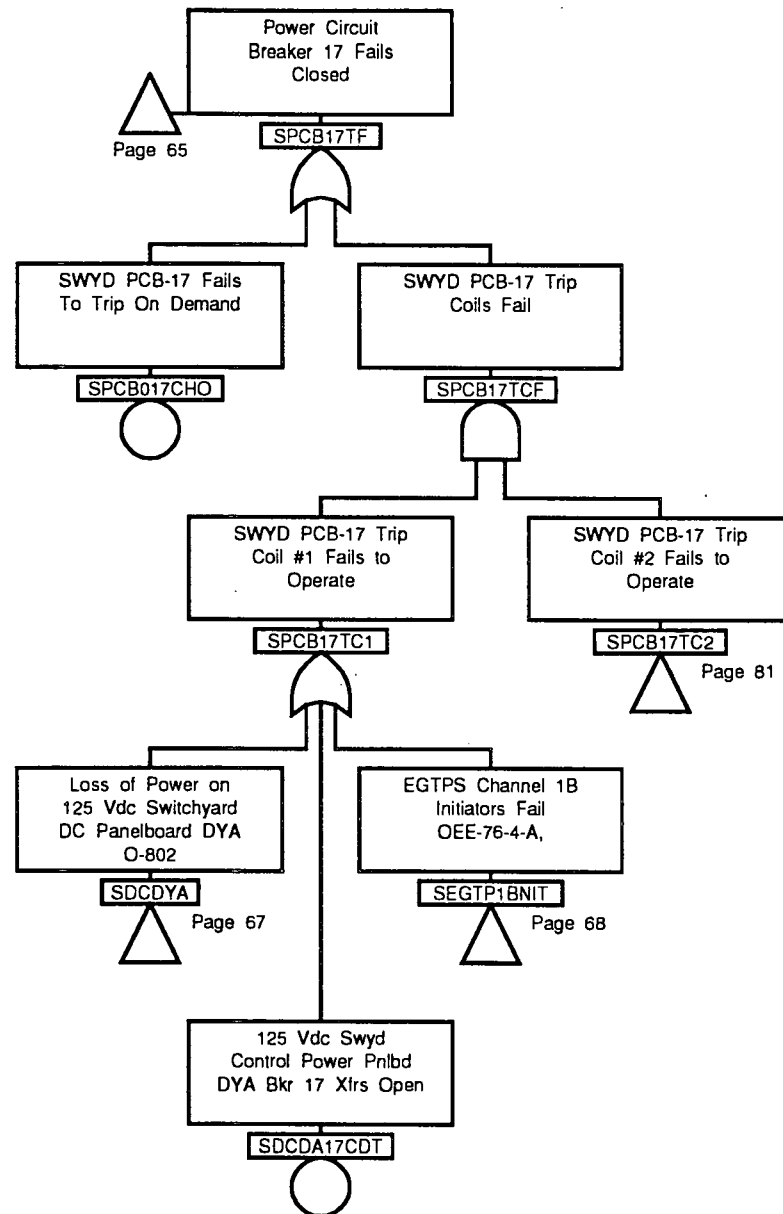 Power Circuit
Breaker 17 Fails
Closed
Page 65
SPCB17TF
SWYD PCB-17 Fails
To Trip On Demand
SPCB017CHO
SWYD PCB-17 Trip
Coils Fail
SPCB17TCF
SWYD PCB-17 Trip
Coil #1 Fails to
Operate
SPCB17TC1
SWYD PCB-17 Trip
Coil #2 Fails to
Operate
SPCB17TC2
Page 81
Loss of Power on
125 Vdc Switchyard
DC Panelboard DYA
O-802
SDCDYA
Page 67
EGTPS Channel 1B
Initiators Fail
OEE-76-4-A,
SEGTP1BNIT
Page 68
125 Vdc Swyd
Control Power Pnlbd
DYA Bkr 17 Xfrs Open
SDCDA17CDT